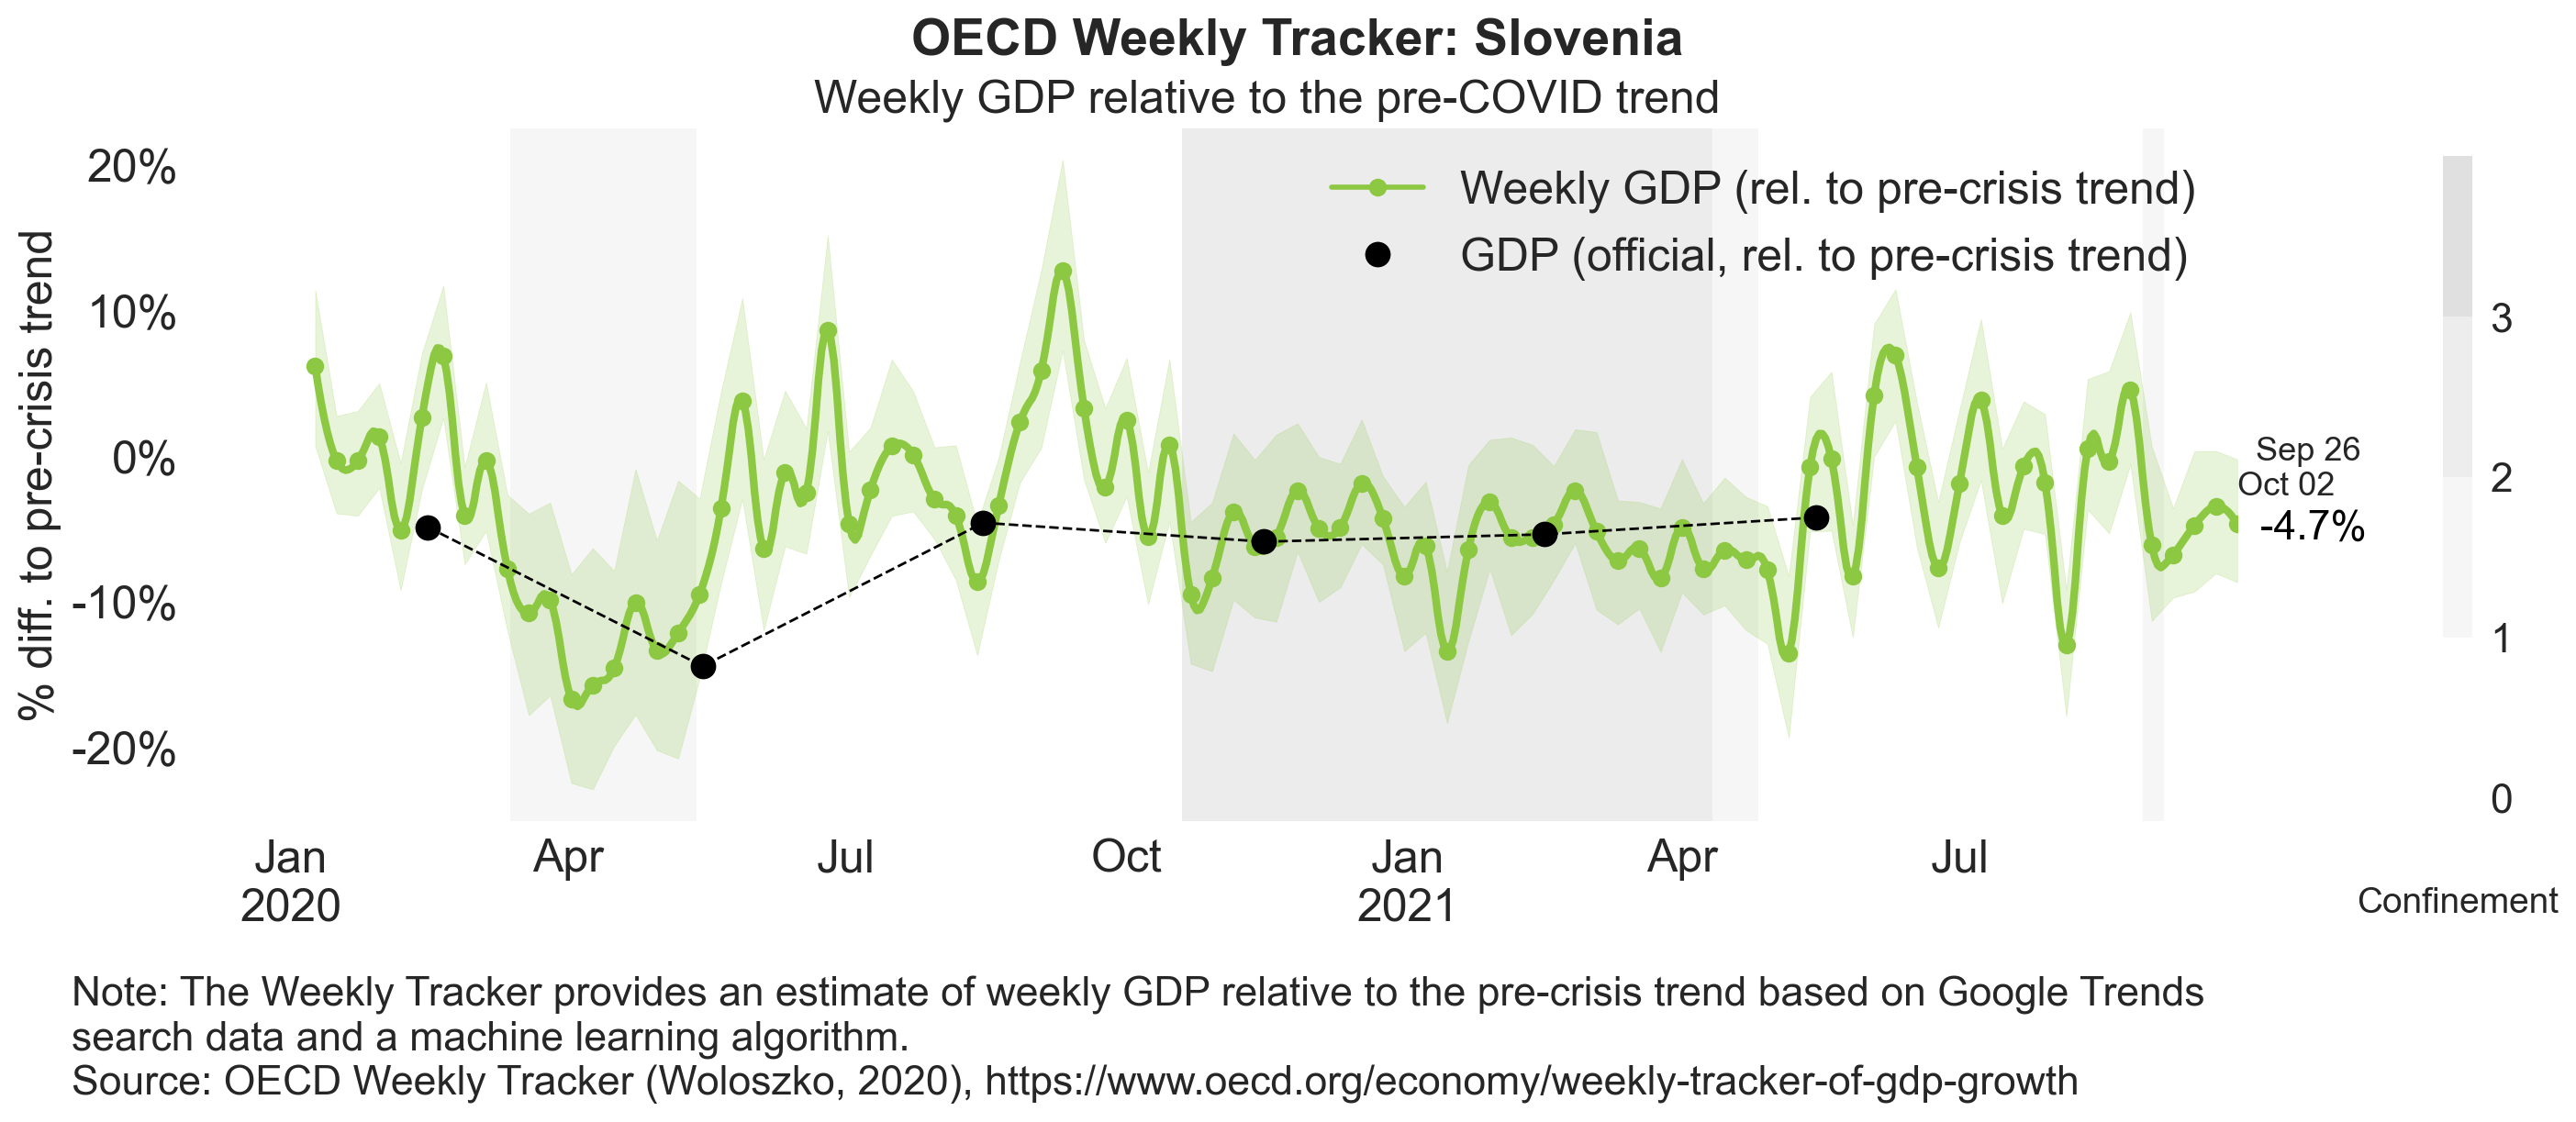 OECD Weekly Tracker: Slovenia
Weekly GDP relative to the pre-COVID trend
% diff. to pre-crisis trend
20%
10%
0%
-10%
-20%
Weekly GDP (rel. to pre-crisis trend)
GDP (official, rel. to pre-crisis trend)
Sep 26
Oct 02
-4.7%
3
2
1
0
Confinement
Jan
2020
Apr
Jul
Oct
Jan
2021
Apr
Jul
Note: The Weekly Tracker provides an estimate of weekly GDP relative to the pre-crisis trend based on Google Trends
search data and a machine learning algorithm.
Source: OECD Weekly Tracker (Woloszko, 2020), https://www.oecd.org/economy/weekly-tracker-of-gdp-growth